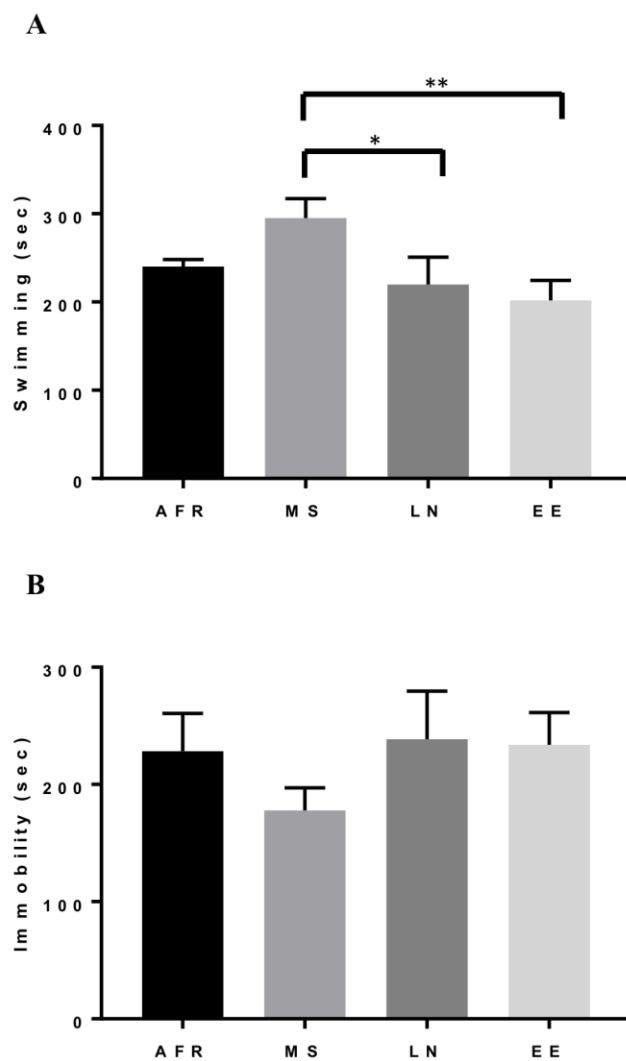 A
**
*
400
300
200
100
0
Swimming (sec)
AFR MS LN EE
B
300
200
100
0
Immobility (sec)
AFR MS LN EE